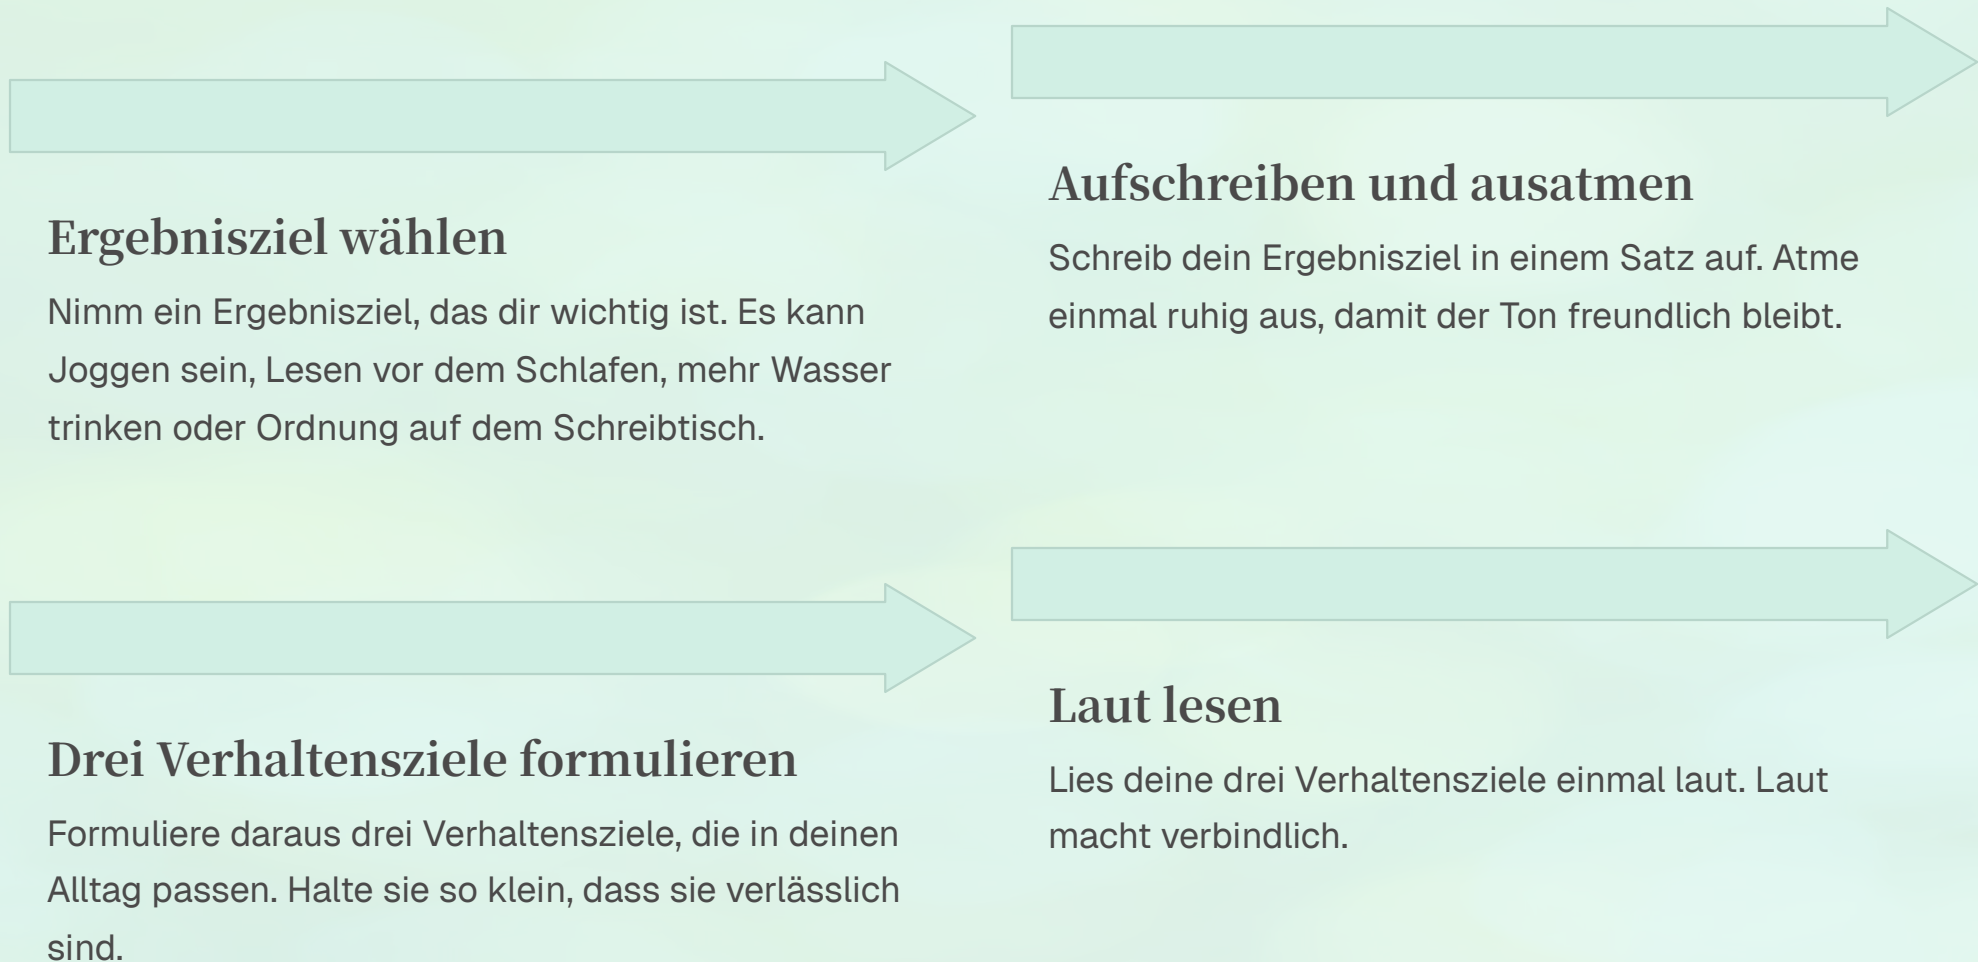 Ergebnisziel wählen
Nimm ein Ergebnisziel, das dir wichtig ist. Es kann
Joggen sein, Lesen vor dem Schlafen, mehr Wasser
trinken oder Ordnung auf dem Schreibtisch.
Aufschreiben und ausatmen
Schreib dein Ergebnisziel in einem Satz auf. Atme
einmal ruhig aus, damit der Ton freundlich bleibt.
Drei Verhaltensziele formulieren
Formuliere daraus drei Verhaltensziele, die in deinen
Alltag passen. Halte sie so klein, dass sie verlässlich
sind.
Laut lesen
Lies deine drei Verhaltensziele einmal laut. Laut
macht verbindlich.